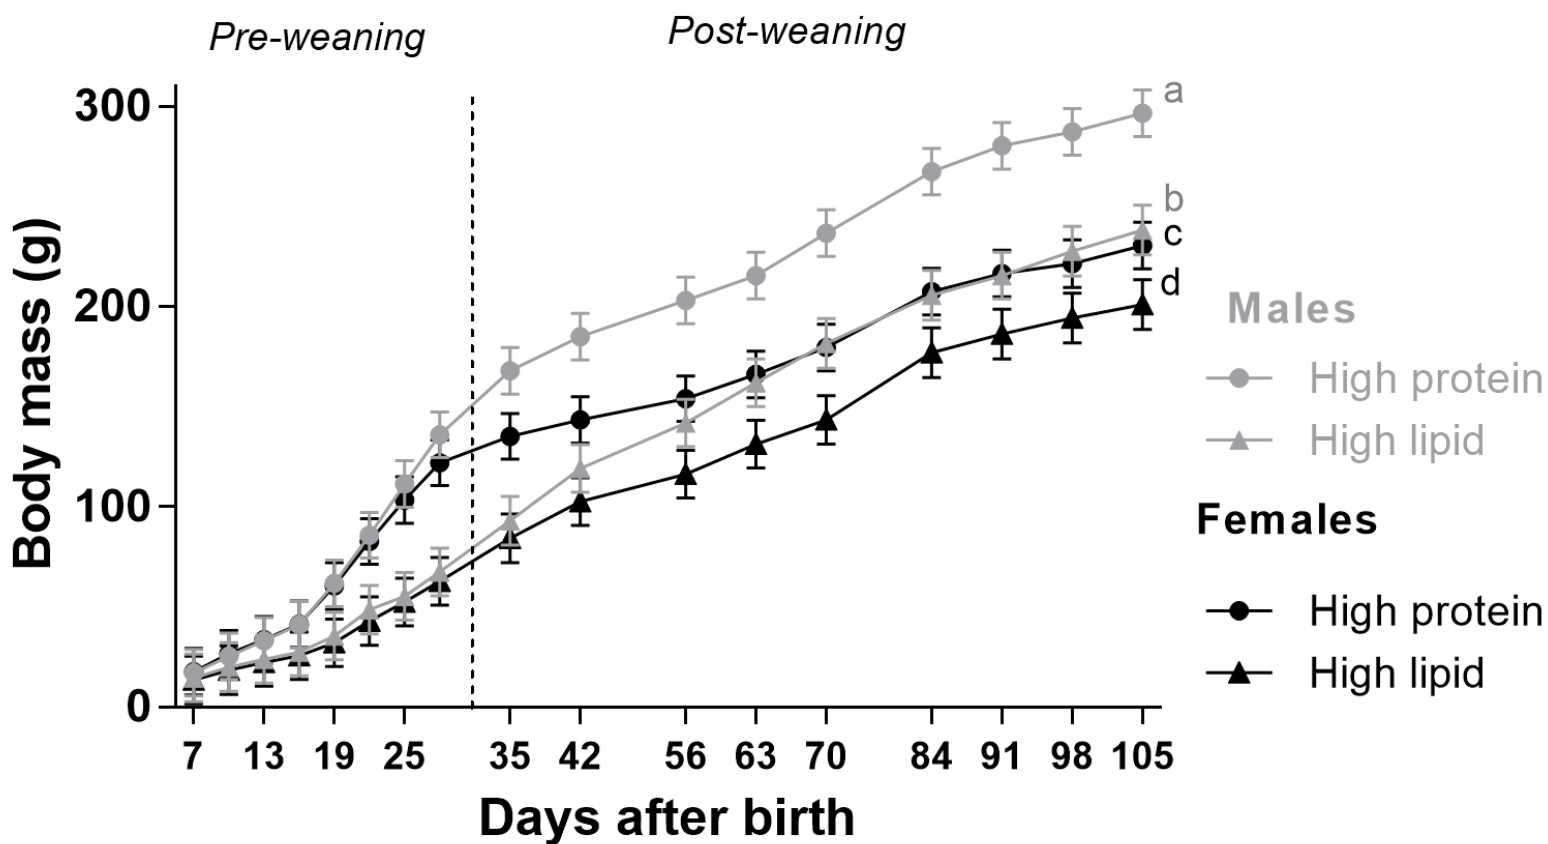 Pre-weaning
Post-weaning
300
200
100
0
Body mass (g)
a
b
c
d
7 13 19 25 35 42 56 63 70 84 91 98 105
Days after birth
Males
High protein
High lipid
Females
High protein
High lipid